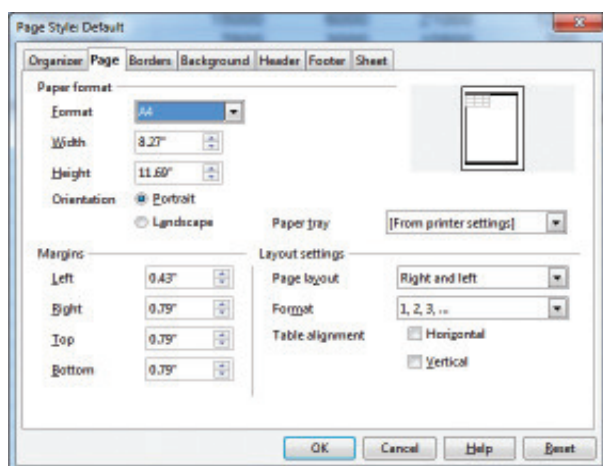 Page Style: Default
Organizer Page Borders Background Header Footer Sheet
Paper format
Format A4
Width 8.27"
Height 11.69"
Orientation Portrait
Landscape
Paper tray [From printer settings]
Margins
Left 0.43"
Right 0.79"
Top 0.79"
Bottom 0.79"
Layout settings
Page layout Right and left
Format 1, 2, 3, ...
Table alignment Horizontal
Vertical
OK Cancel Help Reset